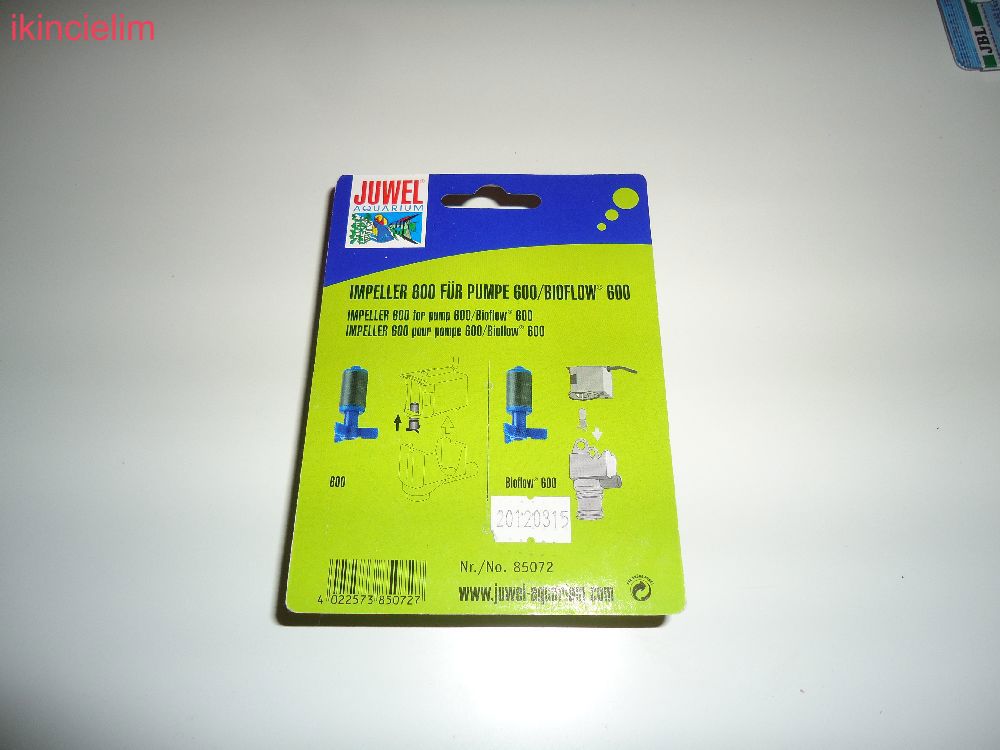 ikincielim
JBL
JUWEL®
AQUARIUM
IMPELLER 600 FÜR PUMPE 600/BIOFLOW® 600
IMPELLER 600 for pump 600/Bioflow® 600
IMPELLER 600 pour pompe 600/Bioflow® 600
600
Bioflow® 600
20120315
Nr./No. 85072
4 022573 850727
www.juwel-aquarium.com